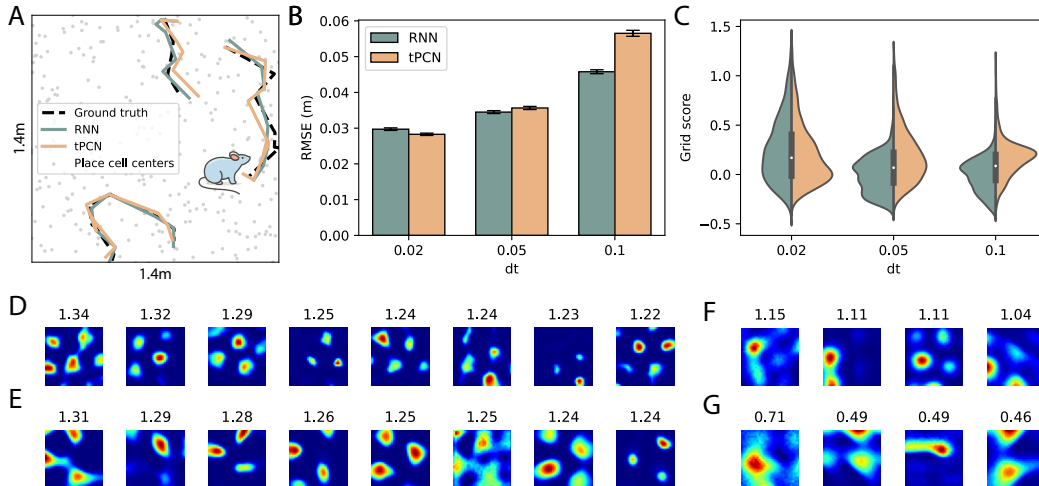 A
1.4m
Ground truth
RNN
tPCN
Place cell centers
1.4m
B
RMSE (m)
0.06
0.05
0.04
0.03
0.02
0.01
0.00
RNN
tPCN
0.02 0.05 0.1
dt
C
Grid score
1.5
1.0
0.5
0.0
−0.5
0.02 0.05 0.1
dt
D
1.34 1.32 1.29 1.25 1.24 1.24 1.23 1.22
E
1.31 1.29 1.28 1.26 1.25 1.25 1.24 1.24
F
1.15 1.11 1.11 1.04
G
0.71 0.49 0.49 0.46